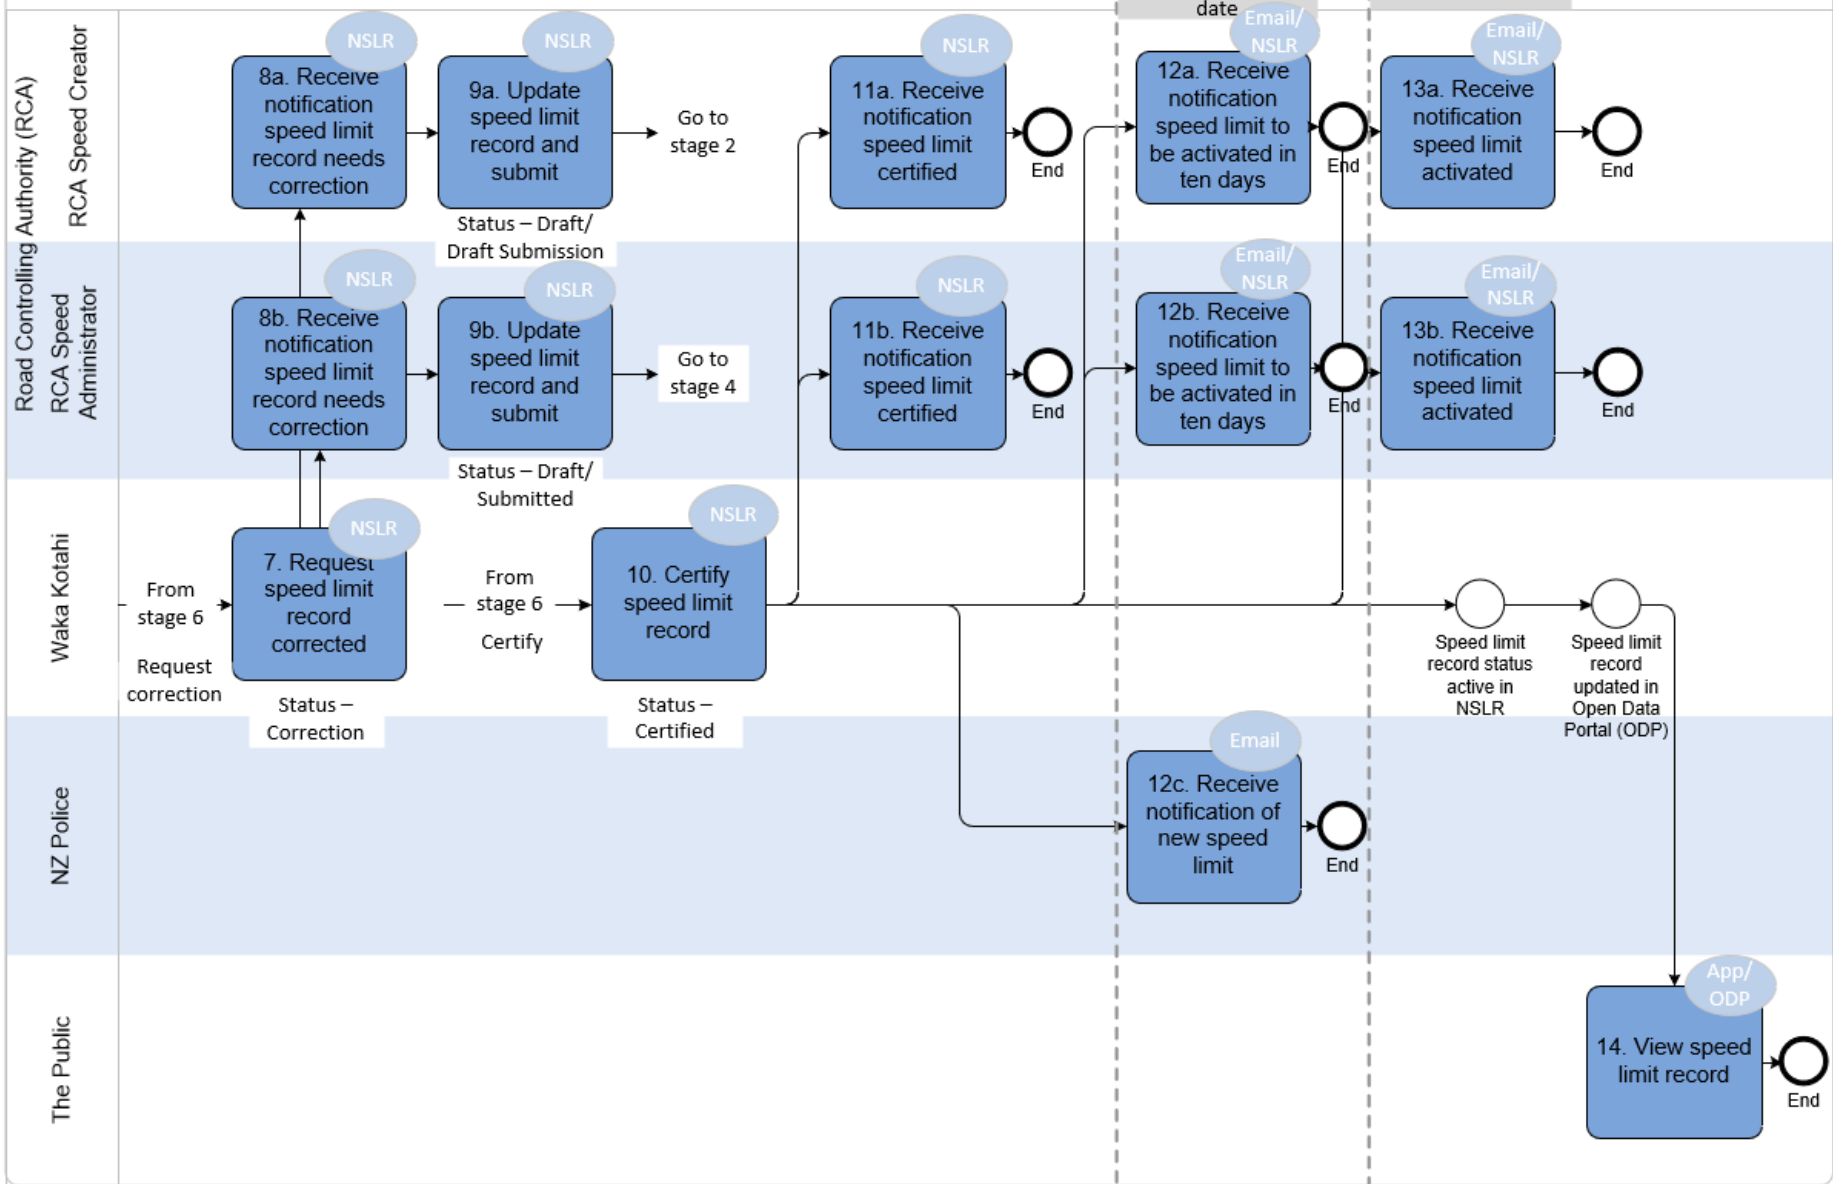 date
Road Controlling Authority (RCA)
RCA Speed Creator
NSLR
8a. Receive
notification
speed limit
record needs
correction
NSLR
9a. Update
speed limit
record and
submit
Status – Draft/
Draft Submission
Go to
stage 2
NSLR
11a. Receive
notification
speed limit
certified
End
Email/
NSLR
12a. Receive
notification
speed limit to
be activated in
ten days
End
Email/
NSLR
13a. Receive
notification
speed limit
activated
End
RCA Speed
Administrator
NSLR
8b. Receive
notification
speed limit
record needs
correction
NSLR
9b. Update
speed limit
record and
submit
Status – Draft/
Submitted
Go to
stage 4
NSLR
11b. Receive
notification
speed limit
certified
End
Email/
NSLR
12b. Receive
notification
speed limit to
be activated in
ten days
End
Email/
NSLR
13b. Receive
notification
speed limit
activated
End
Waka Kotahi
From
stage 6
Request
correction
NSLR
7. Request
speed limit
record
corrected
Status –
Correction
From
stage 6
Certify
NSLR
10. Certify
speed limit
record
Status –
Certified
Speed limit
record status
active in
NSLR
Speed limit
record
updated in
Open Data
Portal (ODP)
NZ Police
Email
12c. Receive
notification of
new speed
limit
End
The Public
App/
ODP
14. View speed
limit record
End